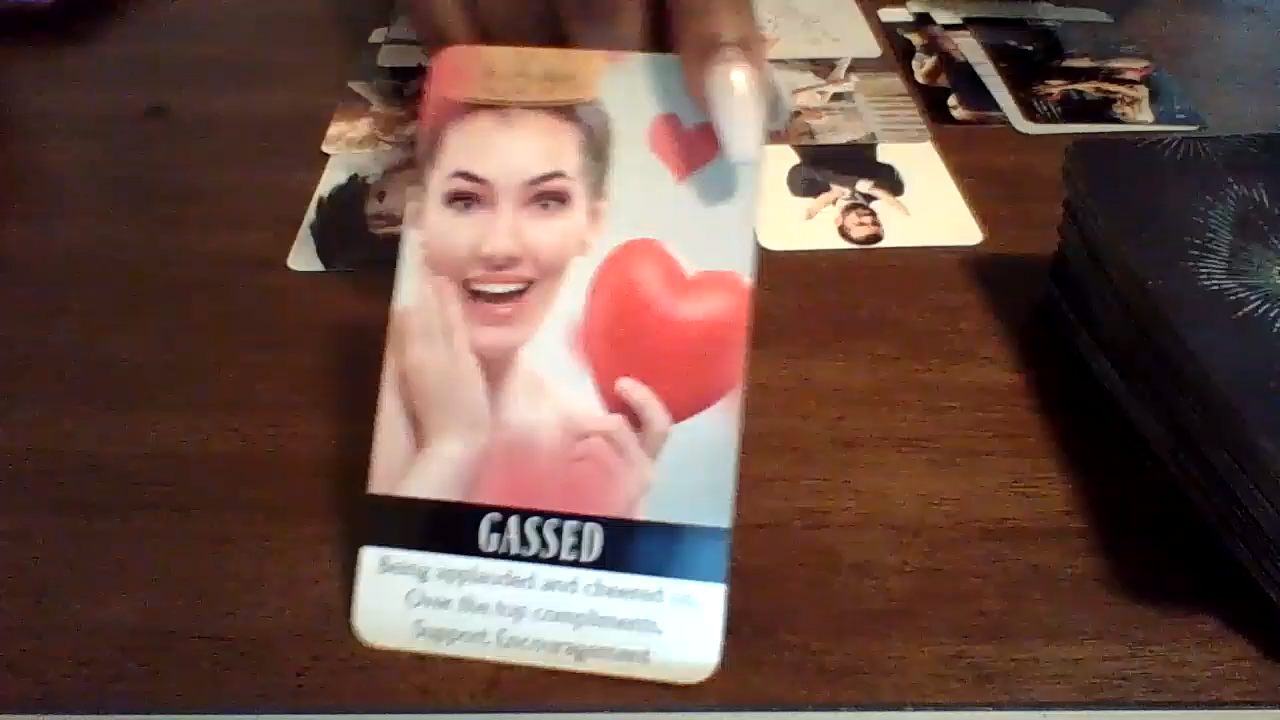 GASSED
Being applauded and cheered on.
Over the top compliments.
Support. Encouragement.